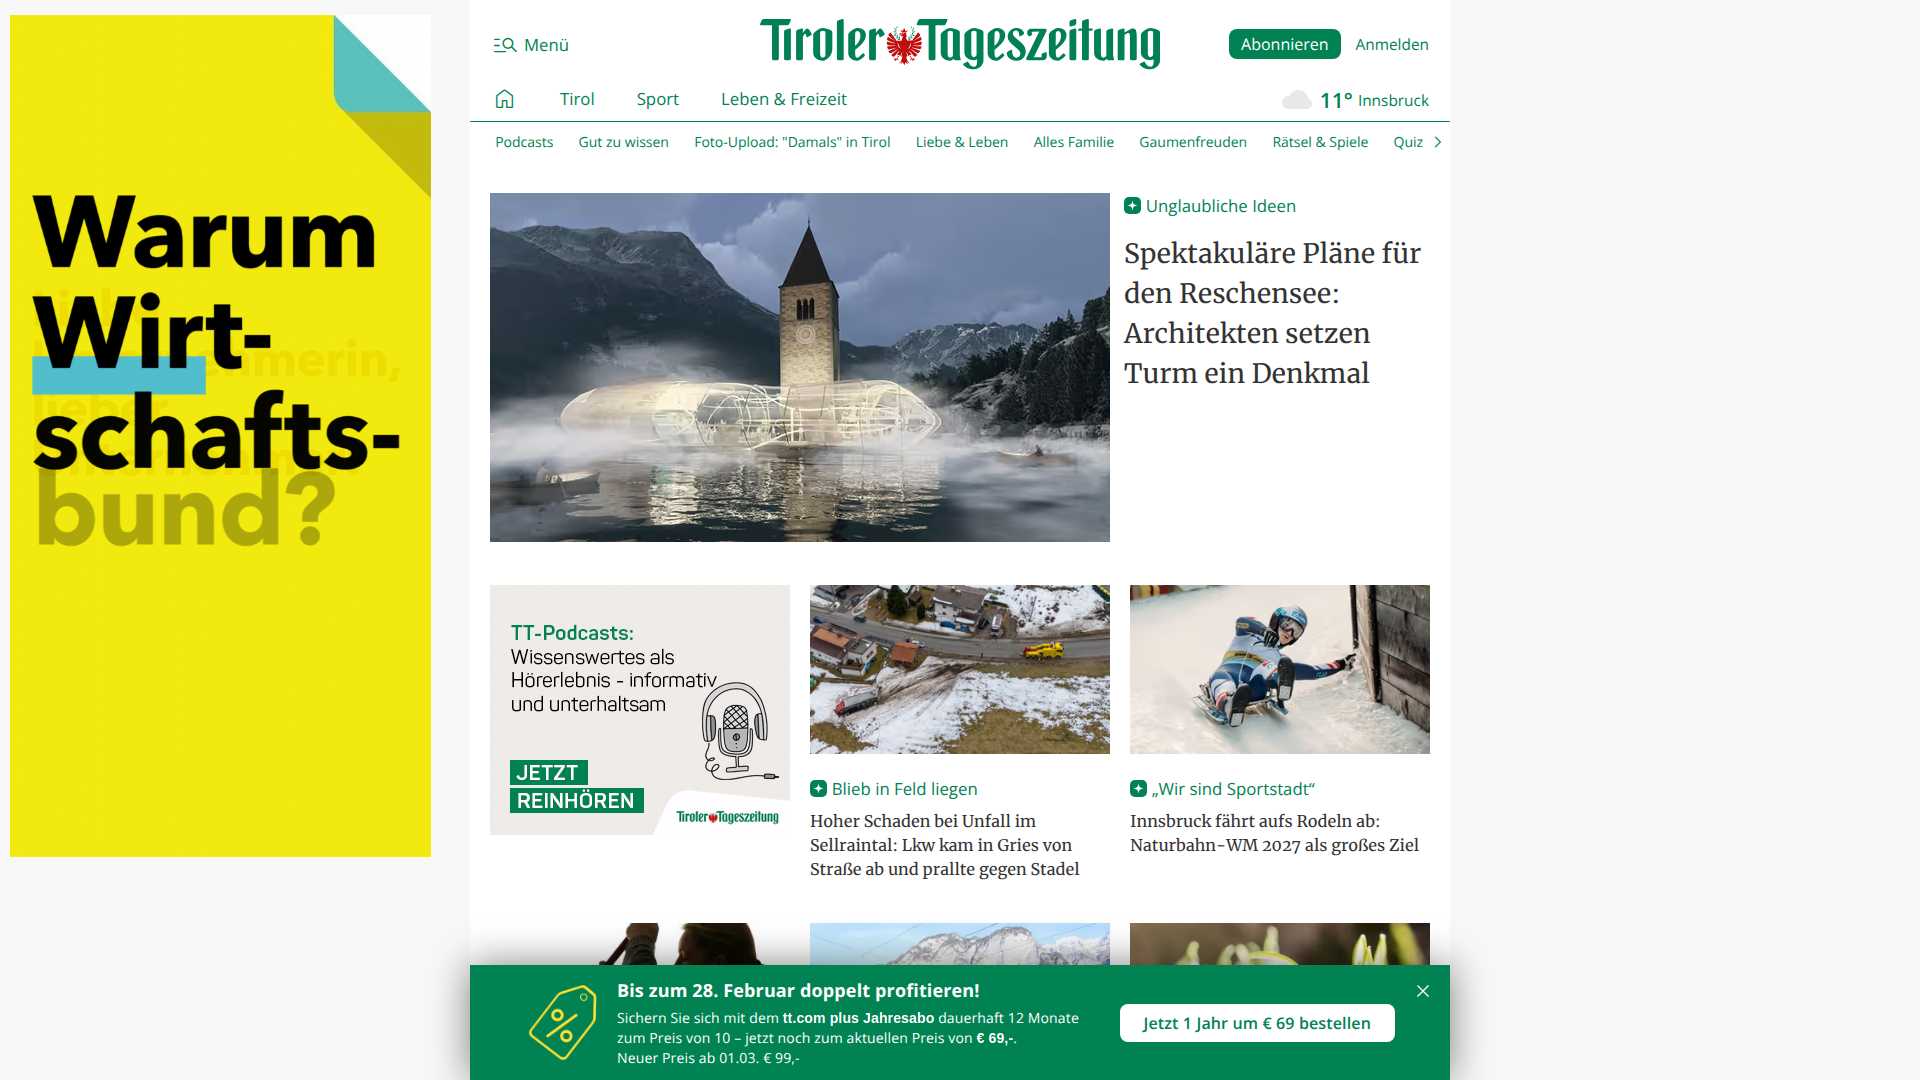 Warum
Wirt-
schafts-
bund?
Menü
Tiroler Tageszeitung
Abonnieren
Anmelden
Tirol
Sport
Leben & Freizeit
11° Innsbruck
Podcasts
Gut zu wissen
Foto-Upload: "Damals" in Tirol
Liebe & Leben
Alles Familie
Gaumenfreuden
Rätsel & Spiele
Quiz
Unglaubliche Ideen
Spektakuläre Pläne für
den Reschensee:
Architekten setzen
Turm ein Denkmal
TT-Podcasts:
Wissenswertes als
Hörerlebnis - informativ
und unterhaltsam
JETZT
REINHÖREN
Tiroler Tageszeitung
Blieb in Feld liegen
Hoher Schaden bei Unfall im
Sellraintal: Lkw kam in Gries von
Straße ab und prallte gegen Stadel
„Wir sind Sportstadt“
Innsbruck fährt aufs Rodeln ab:
Naturbahn-WM 2027 als großes Ziel
Bis zum 28. Februar doppelt profitieren!
Sichern Sie sich mit dem tt.com plus Jahresabo dauerhaft 12 Monate
zum Preis von 10 – jetzt noch zum aktuellen Preis von € 69,-.
Neuer Preis ab 01.03. € 99,-
Jetzt 1 Jahr um € 69 bestellen